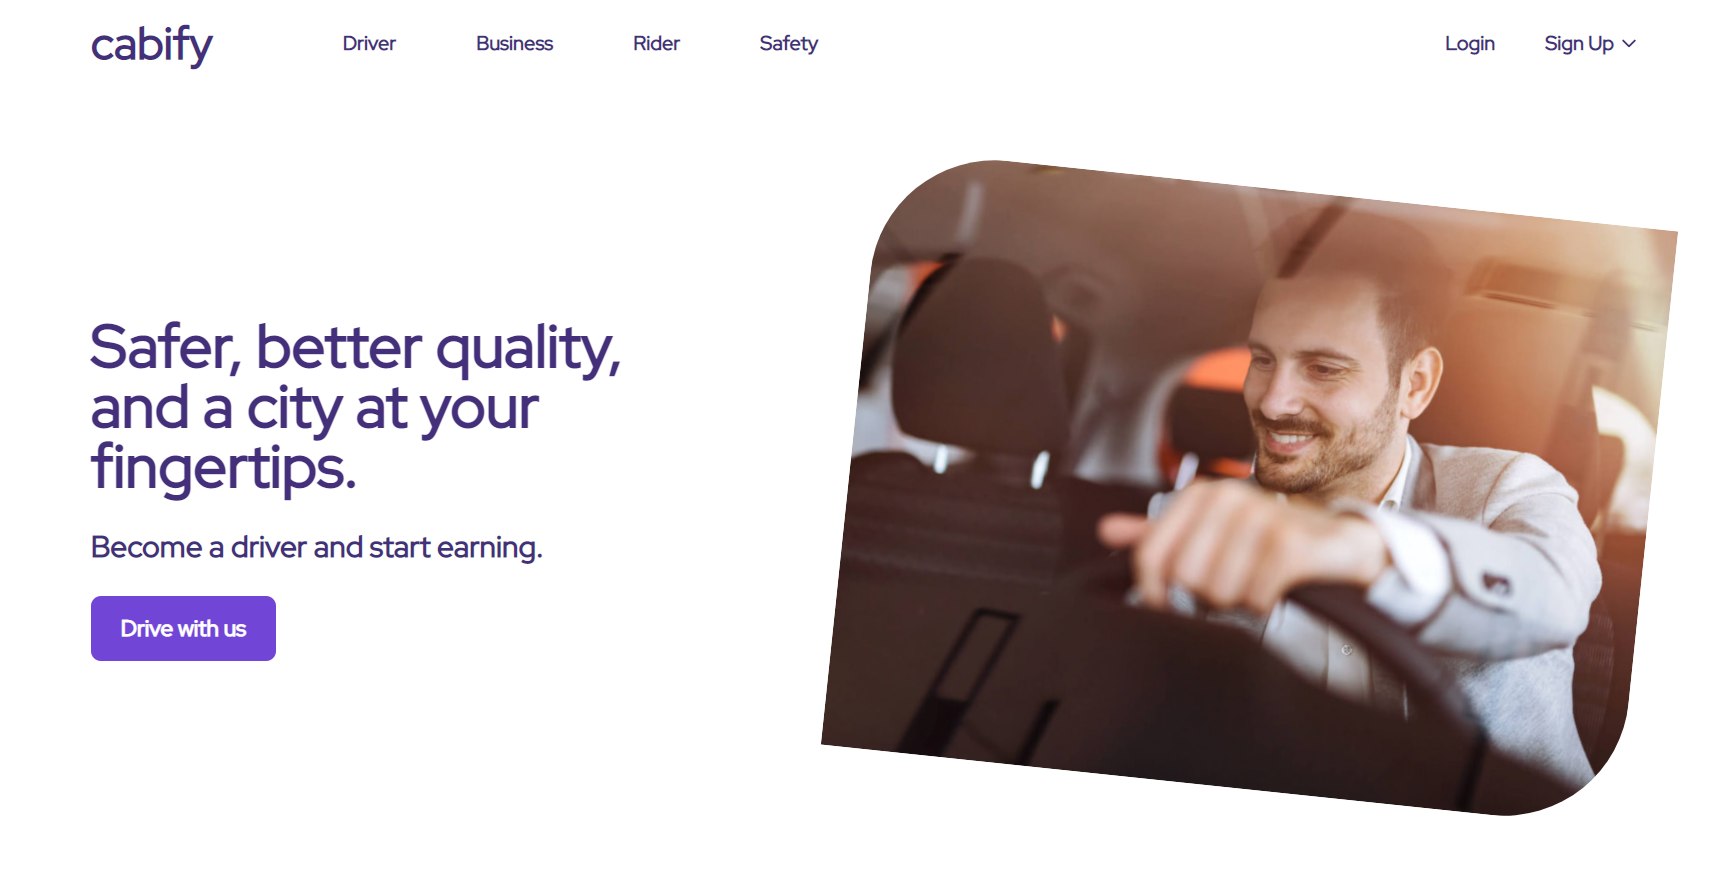 cabify
Driver
Business
Rider
Safety
Login
Sign Up
Safer, better quality,
and a city at your
fingertips.
Become a driver and start earning.
Drive with us